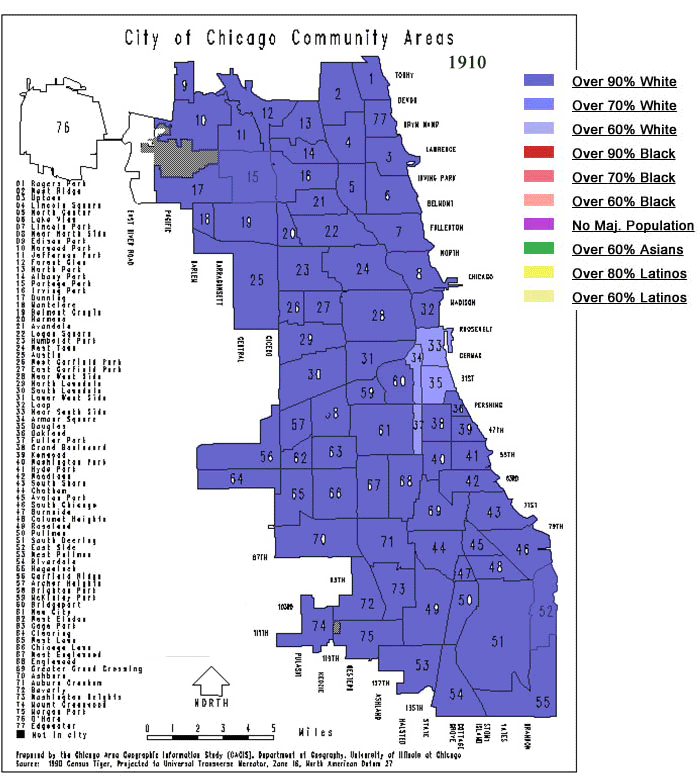 City of Chicago Community Areas
1910
Over 90% White
Over 70% White
Over 60% White
Over 90% Black
Over 70% Black
Over 60% Black
No Maj. Population
Over 60% Asians
Over 80% Latinos
Over 60% Latinos
76
9
10
11
12
13
2
1
77
4
3
14
15
16
17
5
6
21
18
19
20
22
7
23
24
8
25
26
27
28
32
29
33
34
31
30
35
60
59
36
58
57
61
37
38
39
56
62
63
40
41
64
65
66
67
68
42
69
43
70
71
44
45
46
47
48
73
72
49
50
52
74
75
51
53
54
55
TOUHY
DEVON
BRYN MAWR
LAWRENCE
IRVING PARK
BELMONT
FULLERTON
NORTH
CHICAGO
MADISON
ROOSEVELT
CERMAK
31ST
PERSHING
47TH
55TH
63RD
71ST
79TH
EAST RIVER ROAD
PACIFIC
HARLEM
NARRAGANSETT
CENTRAL
CICERO
87TH
95TH
103RD
111TH
PULASKI
KEDZIE
119TH
WESTERN
127TH
ASHLAND
HALSTED
135TH
STATE
COTTAGE GROVE
STONY ISLAND
YATES
BRANDON
01 Rogers Park
02 West Ridge
03 Uptown
04 Lincoln Square
05 North Center
06 Lake View
07 Lincoln Park
08 Near North Side
09 Edison Park
10 Norwood Park
11 Jefferson Park
12 Forest Glen
13 North Park
14 Albany Park
15 Portage Park
16 Irving Park
17 Dunning
18 Montclare
19 Belmont Cragin
20 Hermosa
21 Avondale
22 Logan Square
23 Humboldt Park
24 West Town
25 Austin
26 West Garfield Park
27 East Garfield Park
28 Near West Side
29 North Lawndale
30 South Lawndale
31 Lower West Side
32 Loop
33 Near South Side
34 Armour Square
35 Douglas
36 Oakland
37 Fuller Park
38 Grand Boulevard
39 Kenwood
40 Washington Park
41 Hyde Park
42 Woodlawn
43 South Shore
44 Chatham
45 Avalon Park
46 South Chicago
47 Burnside
48 Calumet Heights
49 Roseland
50 Pullman
51 South Deering
52 East Side
53 West Pullman
54 Riverdale
55 Hegewisch
56 Garfield Ridge
57 Archer Heights
58 Brighton Park
59 McKinley Park
60 Bridgeport
61 New City
62 West Elsdon
63 Gage Park
64 Clearing
65 West Lawn
66 Chicago Lawn
67 West Englewood
68 Englewood
69 Greater Grand Crossing
70 Ashburn
71 Auburn Gresham
72 Beverly
73 Washington Heights
74 Mount Greenwood
75 Morgan Park
76 O'Hare
77 Edgewater
Not in city
NORTH
0 1 2 3 4 5
Miles
Prepared by the Chicago Area Geographic Information Study (CAGIS), Department of Geography, University of Illinois at Chicago
Source: 1990 Census Tiger, Projected to Universal Transverse Mercator, Zone 16, North American Datum 27